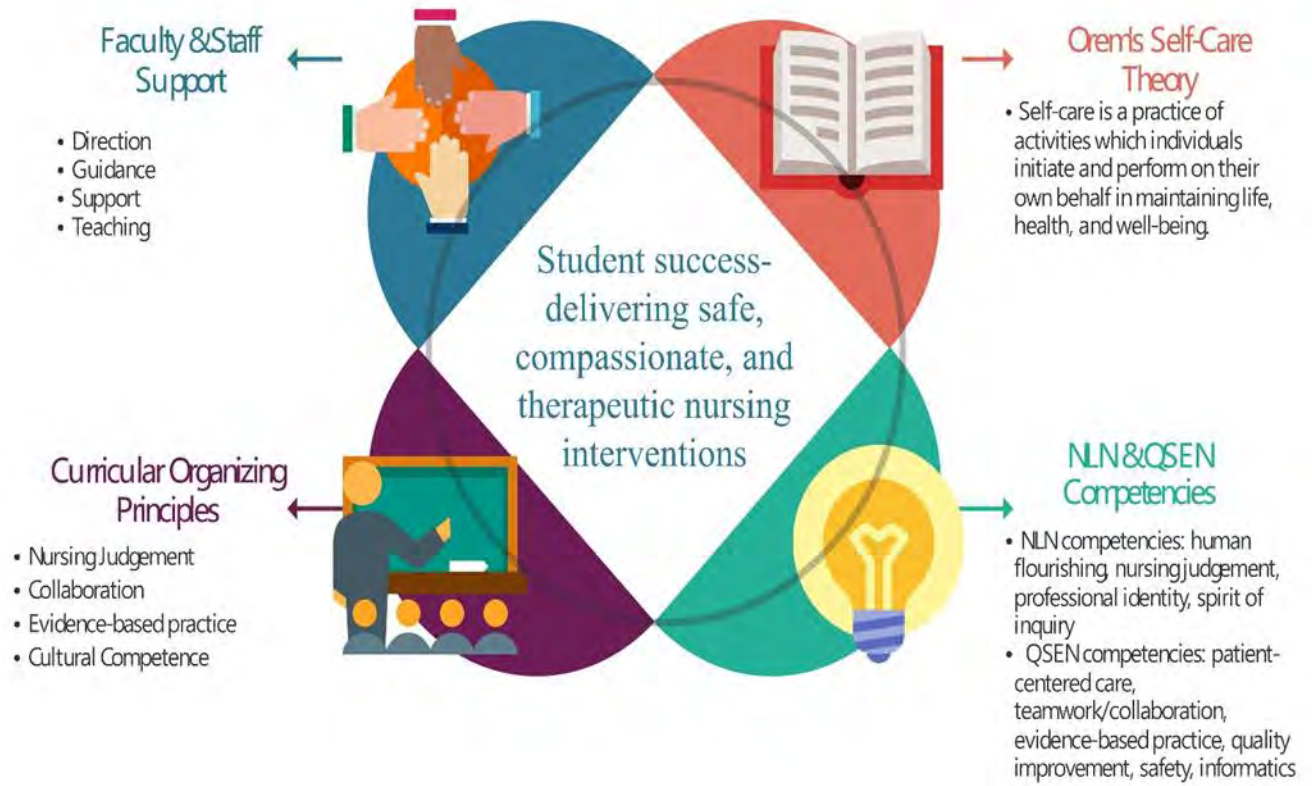 Faculty & Staff
Support
• Direction
• Guidance
• Support
• Teaching
Orem's Self-Care
Theory
• Self-care is a practice of
activities which individuals
initiate and perform on their
own behalf in maintaining life,
health, and well-being.
Student success-
delivering safe,
compassionate, and
therapeutic nursing
interventions
Curricular Organizing
Principles
• Nursing Judgement
• Collaboration
• Evidence-based practice
• Cultural Competence
NLN & QSEN
Competencies
• NLN competencies: human
flourishing, nursing judgement,
professional identity, spirit of
inquiry
• QSEN competencies: patient-
centered care,
teamwork/collaboration,
evidence-based practice, quality
improvement, safety, informatics